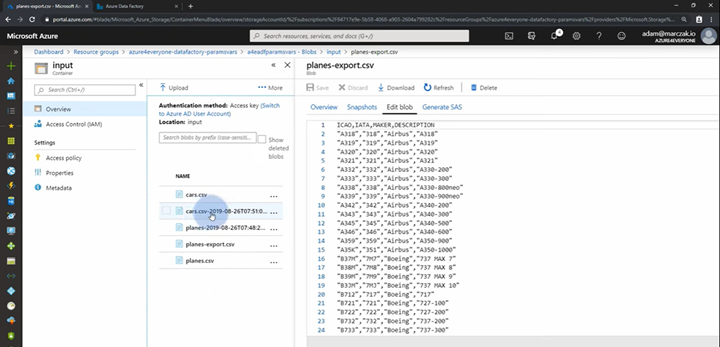 planes-export.csv - Microsoft Az
Azure Data Factory
Microsoft Azure
Search resources, services, and docs (G+/)
4
adam@marczak.io
AZURE4EVERYONE
Dashboard > Resource groups > azure4everyone-datafactory-paramsvars > a4eadfparamsvars - Blobs > input > planes-export.csv
input
Container
Search (Ctrl+/)
Overview
Access Control (IAM)
Settings
Access policy
Properties
Metadata
Upload
More
Authentication method: Access key (Switch
to Azure AD User Account)
Location: input
Search blobs by prefix (case-sensit...
Show
deleted
blobs
NAME
cars.csv
cars.csv-2019-08-26T07:51:0...
planes-2019-08-26T07:48:2...
planes-export.csv
planes.csv
planes-export.csv
Blob
Save
Discard
Download
Refresh
Delete
Overview
Snapshots
Edit blob
Generate SAS
1 ICAO,IATA,MAKER,DESCRIPTION
2 "A318","318","Airbus","A318"
3 "A319","319","Airbus","A319"
4 "A320","320","Airbus","A320"
5 "A321","321","Airbus","A321"
6 "A332","332","Airbus","A330-200"
7 "A333","333","Airbus","A330-300"
8 "A338","338","Airbus","A330-800neo"
9 "A339","339","Airbus","A330-900neo"
10 "A342","342","Airbus","A340-200"
11 "A343","343","Airbus","A340-300"
12 "A345","345","Airbus","A340-500"
13 "A346","346","Airbus","A340-600"
14 "A359","359","Airbus","A350-900"
15 "A35K","351","Airbus","A350-1000"
16 "B37M","7M7","Boeing","737 MAX 7"
17 "B38M","7M8","Boeing","737 MAX 8"
18 "B39M","7M9","Boeing","737 MAX 9"
19 "B3JM","7MJ","Boeing","737 MAX 10"
20 "B712","717","Boeing","717"
21 "B721","721","Boeing","727-100"
22 "B722","722","Boeing","727-200"
23 "B732","732","Boeing","737-200"
24 "B733","733","Boeing","737-300"